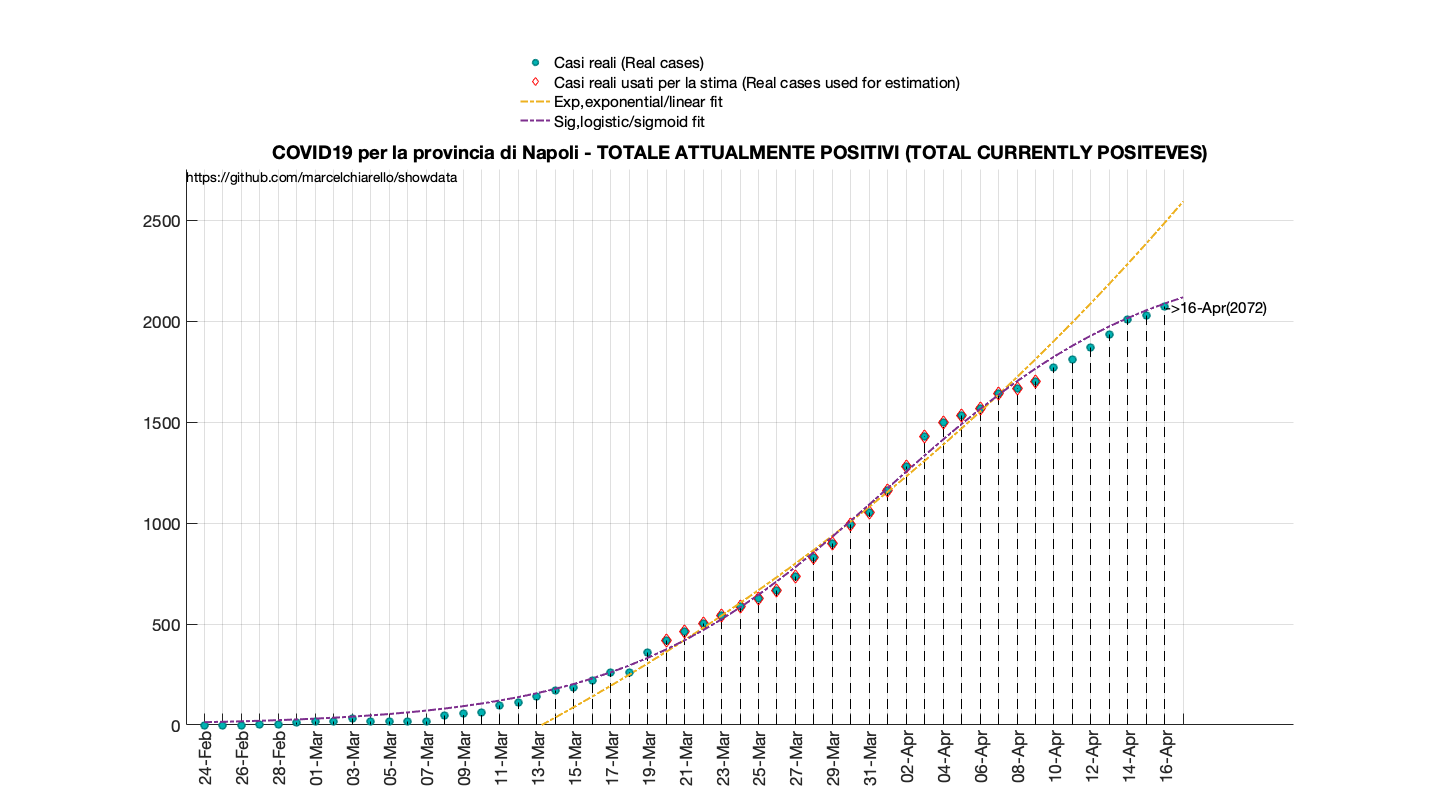 Casi reali (Real cases)
Casi reali usati per la stima (Real cases used for estimation)
Exp,exponential/linear fit
Sig,logistic/sigmoid fit
COVID19 per la provincia di Napoli - TOTALE ATTUALMENTE POSITIVI (TOTAL CURRENTLY POSITEVES)
https://github.com/marcelchiarello/showdata
2500
2000
1500
1000
500
0
->16-Apr(2072)
24-Feb
26-Feb
28-Feb
01-Mar
03-Mar
05-Mar
07-Mar
09-Mar
11-Mar
13-Mar
15-Mar
17-Mar
19-Mar
21-Mar
23-Mar
25-Mar
27-Mar
29-Mar
31-Mar
02-Apr
04-Apr
06-Apr
08-Apr
10-Apr
12-Apr
14-Apr
16-Apr